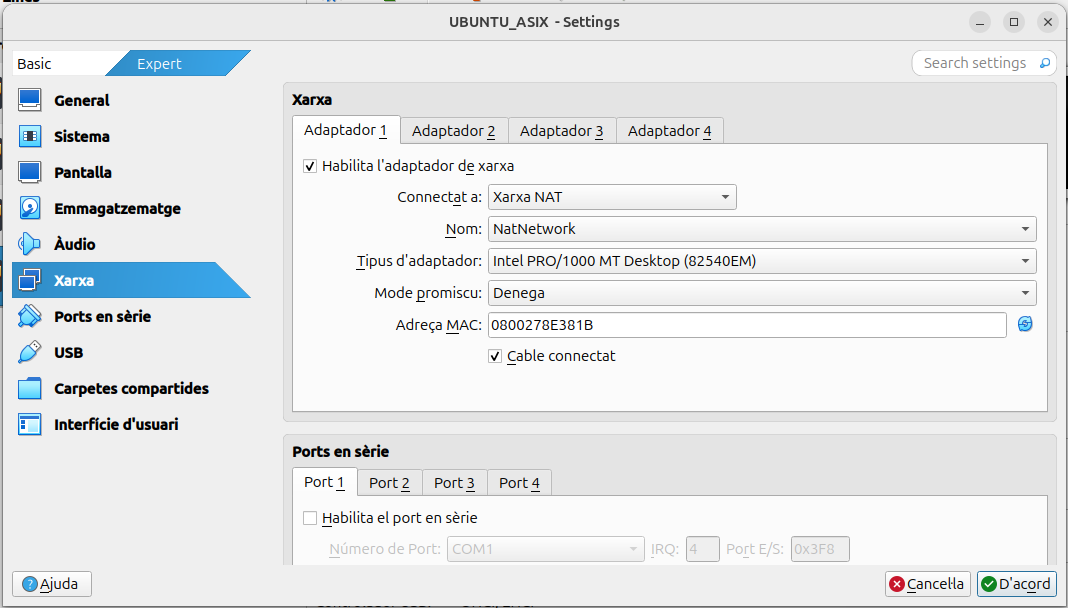 UBUNTU_ASIX - Settings
Basic Expert Search settings
General
Sistema
Pantalla
Emmagatzematge
Àudio
Xarxa
Ports en sèrie
USB
Carpetes compartides
Interfície d'usuari
Xarxa
Adaptador 1 Adaptador 2 Adaptador 3 Adaptador 4
Habilita l'adaptador de xarxa
Connectat a: Xarxa NAT
Nom: NatNetwork
Tipus d'adaptador: Intel PRO/1000 MT Desktop (82540EM)
Mode promiscu: Denega
Adreça MAC: 0800278E381B
Cable connectat
Ports en sèrie
Port 1 Port 2 Port 3 Port 4
Habilita el port en sèrie
Número de Port: COM1 IRQ: 4 Port E/S: 0x3F8
Ajuda Cancel·la D'acord